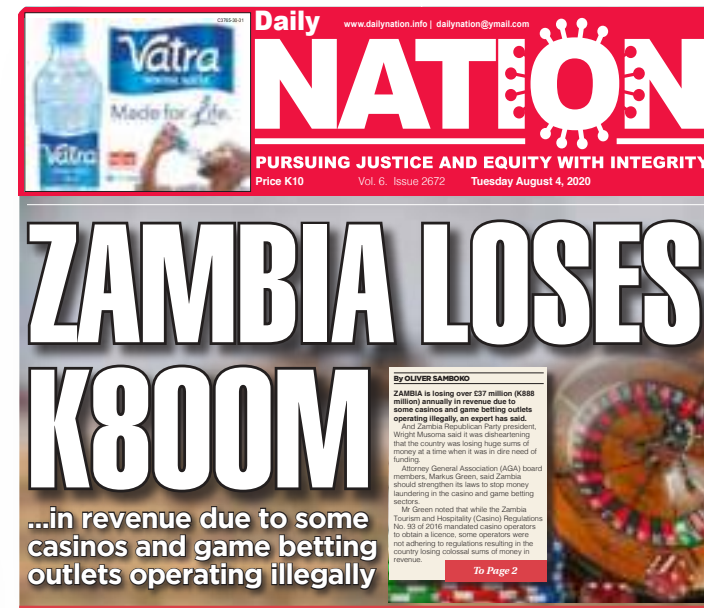 C3765-30-31
Vatra
Made for Life.
Vatra
Daily
www.dailynation.info | dailynation@ymail.com
NATION
PURSUING JUSTICE AND EQUITY WITH INTEGRITY
Price K10 Vol. 6. Issue 2672 Tuesday August 4, 2020
ZAMBIA LOSES
K800M
...in revenue due to some
casinos and game betting
outlets operating illegally
By OLIVER SAMBOKO
ZAMBIA is losing over £37 million (K888
million) annually in revenue due to
some casinos and game betting outlets
operating illegally, an expert has said.
And Zambia Republican Party president,
Wright Musoma said it was disheartening
that the country was losing huge sums of
money at a time when it was in dire need of
funding.
Attorney General Association (AGA) board
members, Markus Green, said Zambia
should strengthen its laws to stop money
laundering in the casino and game betting
sectors.
Mr Green noted that while the Zambia
Tourism and Hospitality (Casino) Regulations
No. 93 of 2016 mandated casino operators
to obtain a licence, some operators were
not adhering to regulations resulting in the
country losing colossal sums of money in
revenue.
To Page 2